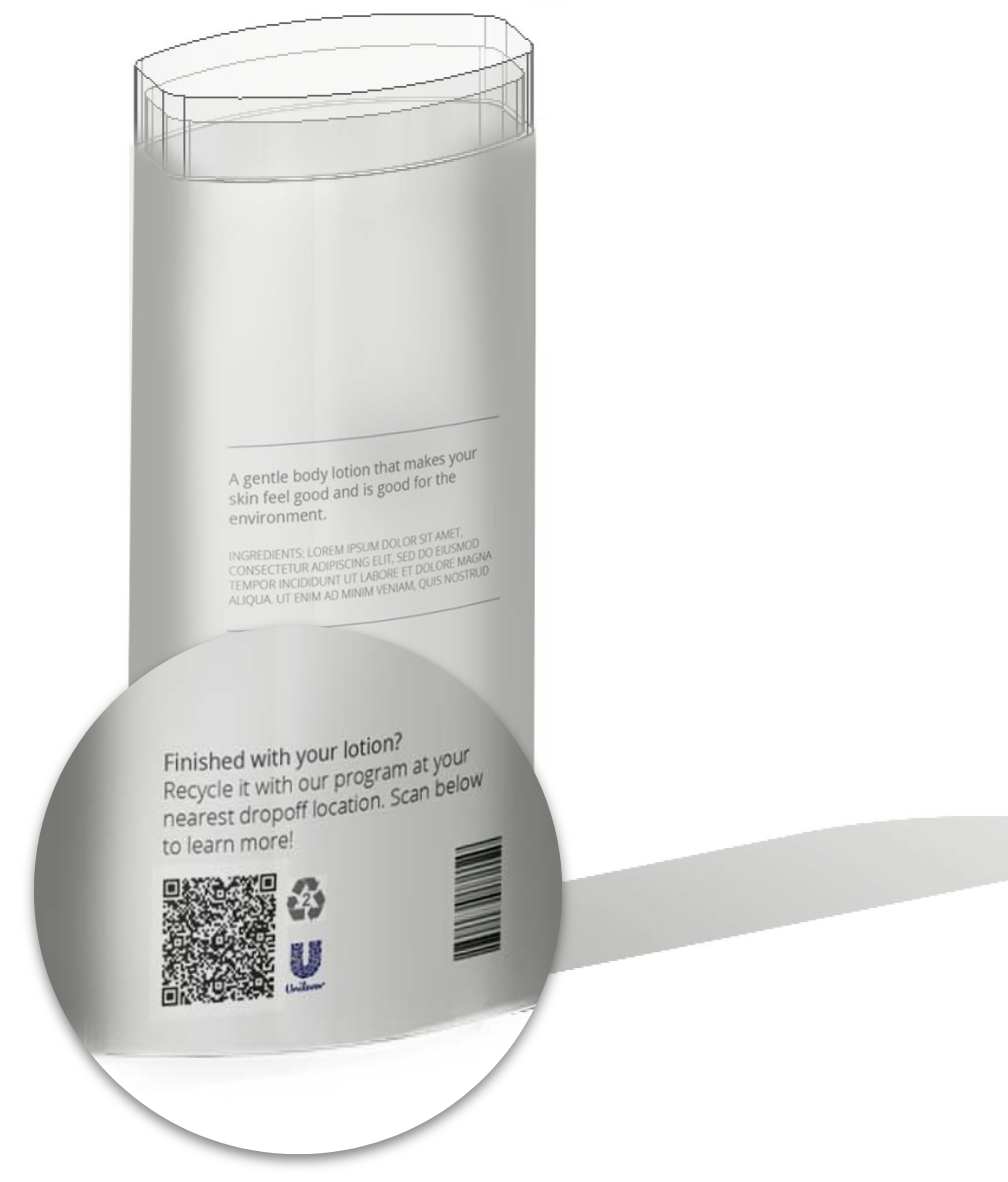 A gentle body lotion that makes your
skin feel good and is good for the
environment.
INGREDIENTS: LOREM IPSUM DOLOR SIT AMET,
CONSECTETUR ADIPISCING ELIT, SED DO EIUSMOD
TEMPOR INCIDIDUNT UT LABORE ET DOLORE MAGNA
ALIQUA. UT ENIM AD MINIM VENIAM, QUIS NOSTRUD
Finished with your lotion?
Recycle it with our program at your
nearest dropoff location. Scan below
to learn more!
2
Unilever